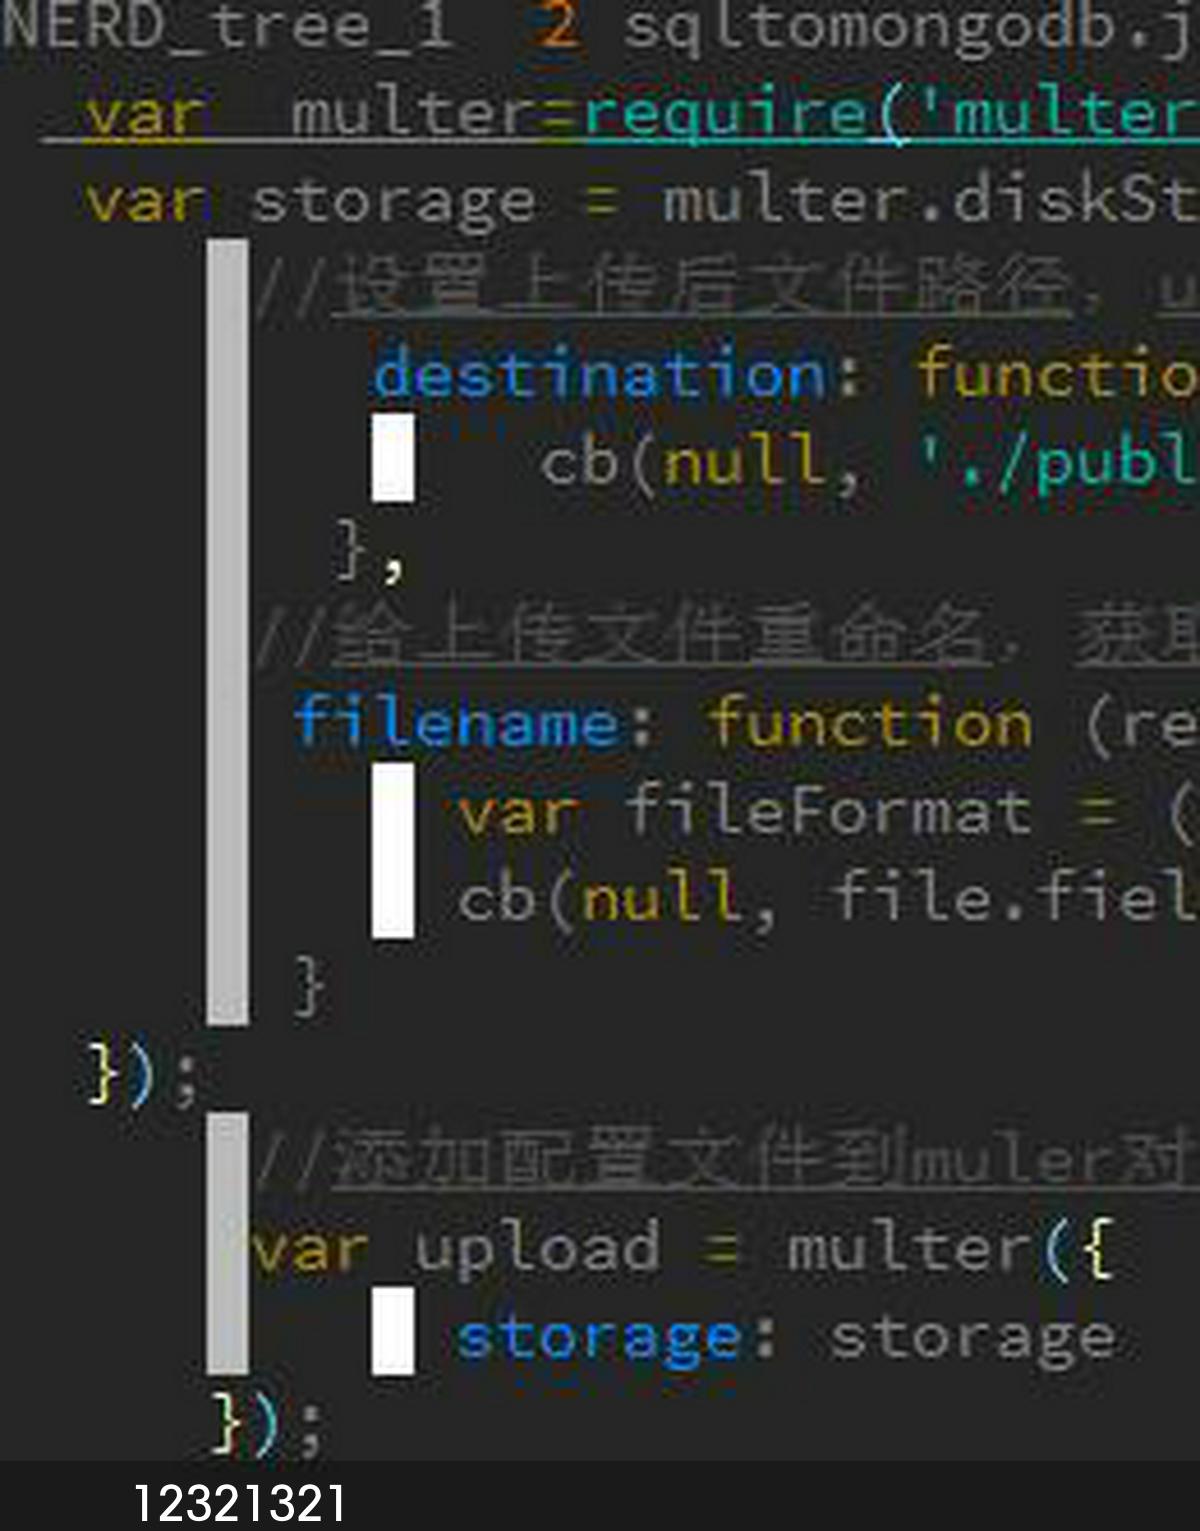 NERD_tree_1 2 sqltomongodb.j
var multer=require('multer
var storage = multer.diskSt
//设置上传后文件路径，u
destination: functio
cb(null, './publ
},
//给上传文件重命名，获取
filename: function (re
var fileFormat = (
cb(null, file.fiel
}
});
//添加配置文件到muler对
var upload = multer({
storage: storage
});
12321321